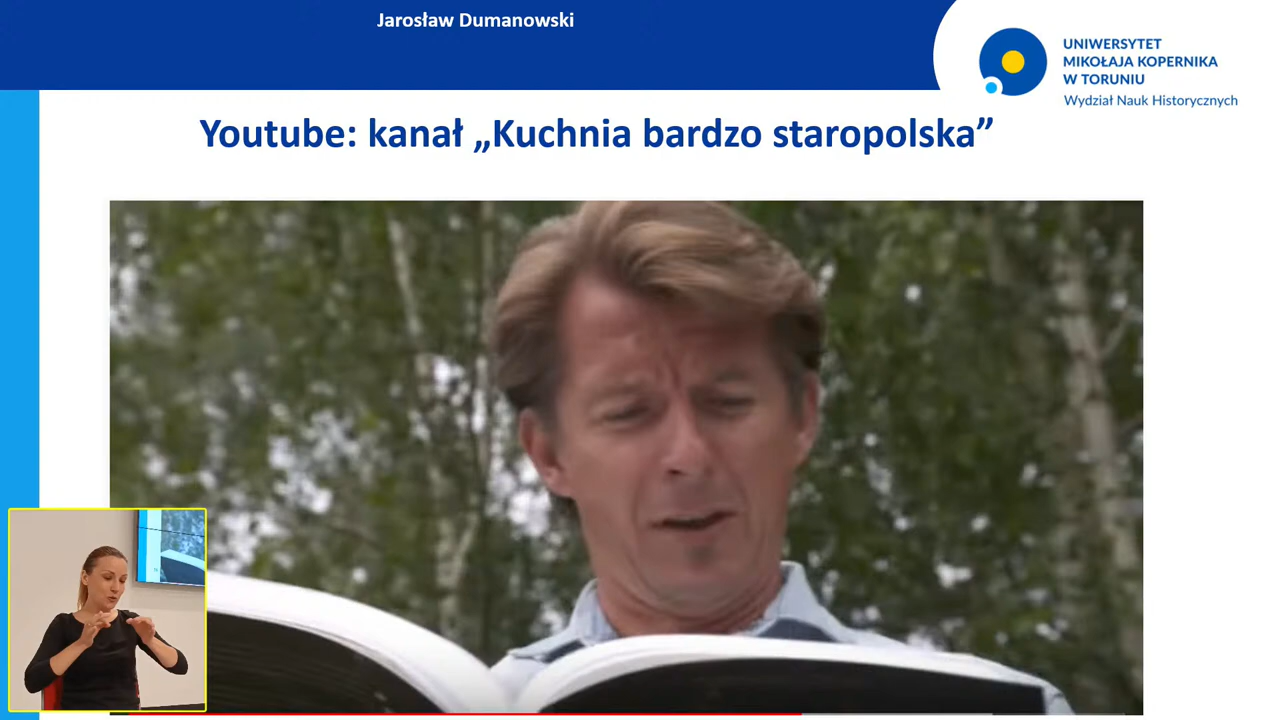 Jarosław Dumanowski
UNIWERSYTET
MIKOŁAJA KOPERNIKA
W TORUNIU
Wydział Nauk Historycznych
Youtube: kanał „Kuchnia bardzo staropolska”